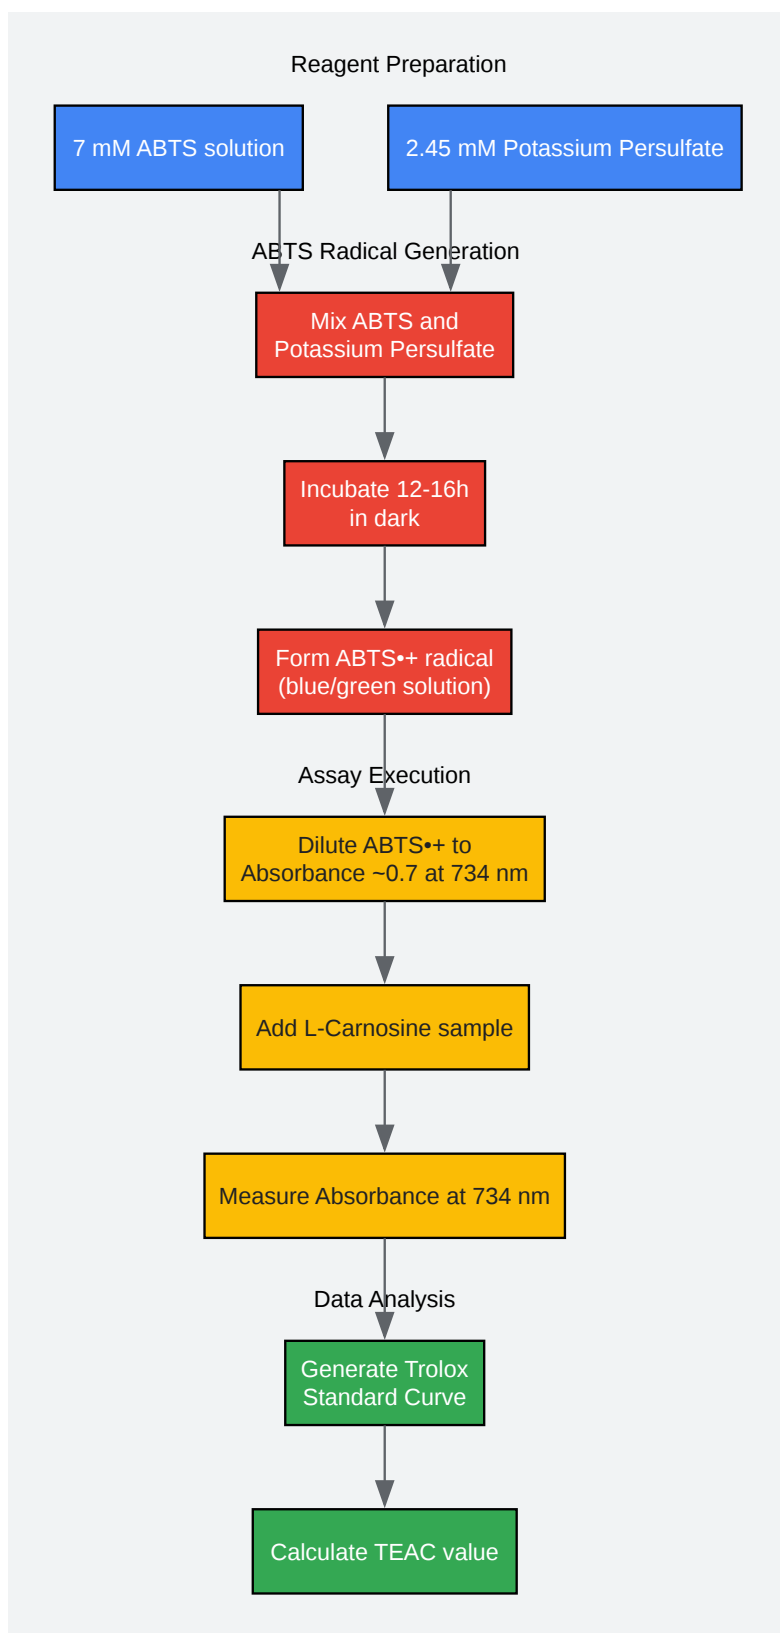 Reagent Preparation
7 mM ABTS solution
2.45 mM Potassium Persulfate
ABTS Radical Generation
Mix ABTS and
Potassium Persulfate
Incubate 12-16h
in dark
Form ABTS•+ radical
(blue/green solution)
Assay Execution
Dilute ABTS•+ to
Absorbance ~0.7 at 734 nm
Add L-Carnosine sample
Measure Absorbance at 734 nm
Data Analysis
Generate Trolox
Standard Curve
Calculate TEAC value